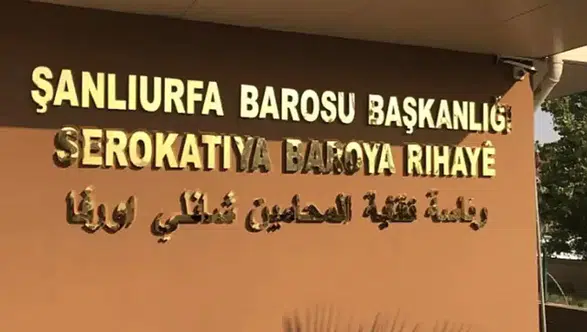 ŞANLIURFA BAROSU BAŞKANLIĞI
SEROKATIYA BAROYA RIHAYÊ
رئاسة نقابة المحامين شانلي اورفا